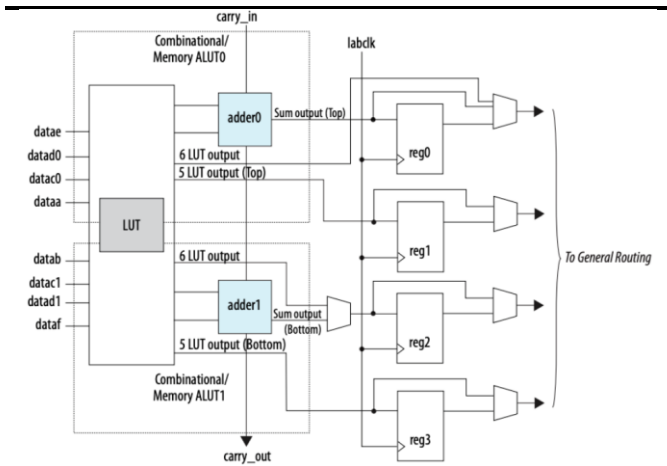 carry_in
Combinational/
Memory ALUT0
labclk
adder0
Sum output (Top)
reg0
datae
datad0
datac0
dataa
6 LUT output
5 LUT output (Top)
LUT
reg1
To General Routing
datab
datac1
datad1
dataf
6 LUT output
adder1
Sum output
(Bottom)
reg2
5 LUT output (Bottom)
Combinational/
Memory ALUT1
reg3
carry_out